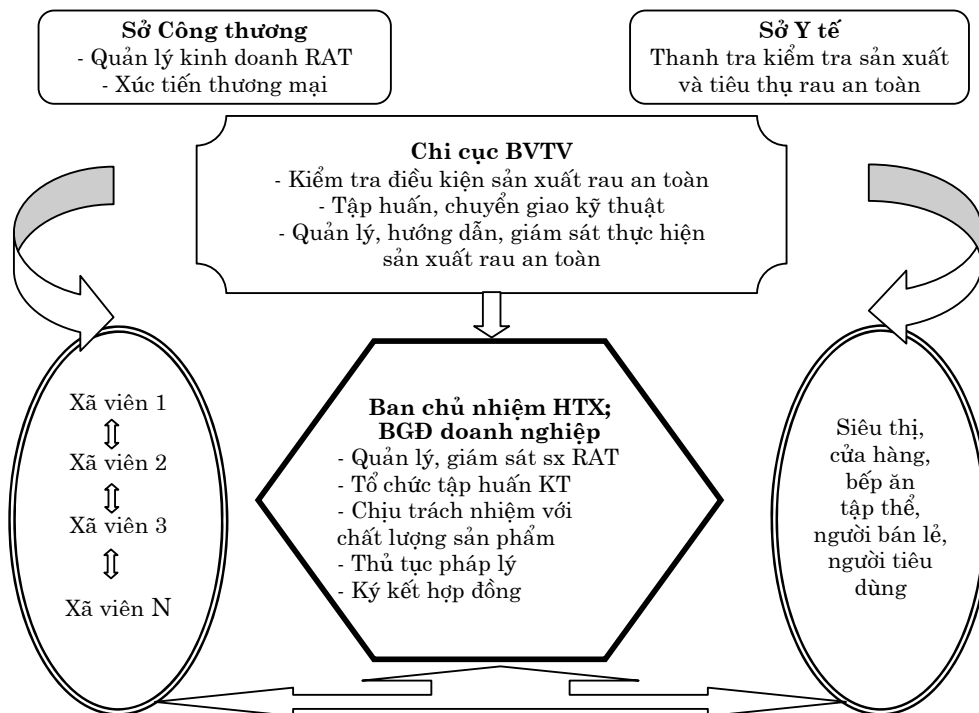 Sở Công thương
- Quản lý kinh doanh RAT
- Xúc tiến thương mại
Sở Y tế
Thanh tra kiểm tra sản xuất
và tiêu thụ rau an toàn
Chi cục BVTV
- Kiểm tra điều kiện sản xuất rau an toàn
- Tập huấn, chuyển giao kỹ thuật
- Quản lý, hướng dẫn, giám sát thực hiện
sản xuất rau an toàn
Xã viên 1
Xã viên 2
Xã viên 3
Xã viên N
Ban chủ nhiệm HTX;
BGĐ doanh nghiệp
- Quản lý, giám sát sx RAT
- Tổ chức tập huấn KT
- Chịu trách nhiệm với
chất lượng sản phẩm
- Thủ tục pháp lý
- Ký kết hợp đồng
Siêu thị,
cửa hàng,
bếp ăn
tập thể,
người bán lẻ,
người tiêu
dùng